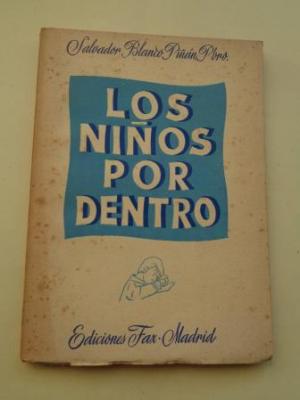 Salvador Blanco Piñán, Pbro.
LOS
NIÑOS
POR
DENTRO
Ediciones Fax · Madrid